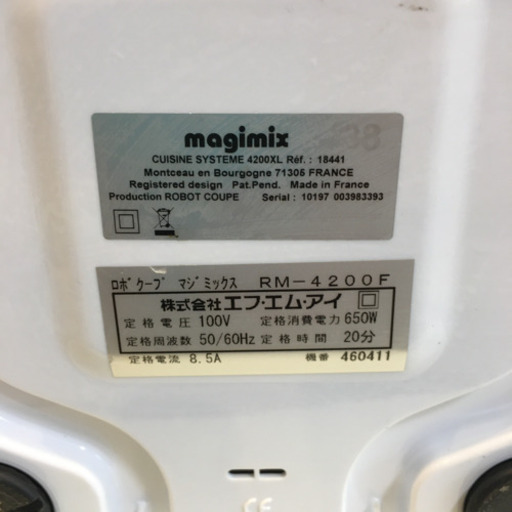 magimix
CUISINE SYSTEME 4200XL Réf. : 18441
Montceau en Bourgogne 71305 FRANCE
Registered design Pat.Pend. Made in France
Production ROBOT COUPE Serial : 10197 003983393
ロボクープ マジミックス RM-4200F
株式会社エフ・エム・アイ
定格電圧 100V 定格消費電力 650W
定格周波数 50/60Hz 定格時間 20分
定格電流 8.5A 機番 460411
CE